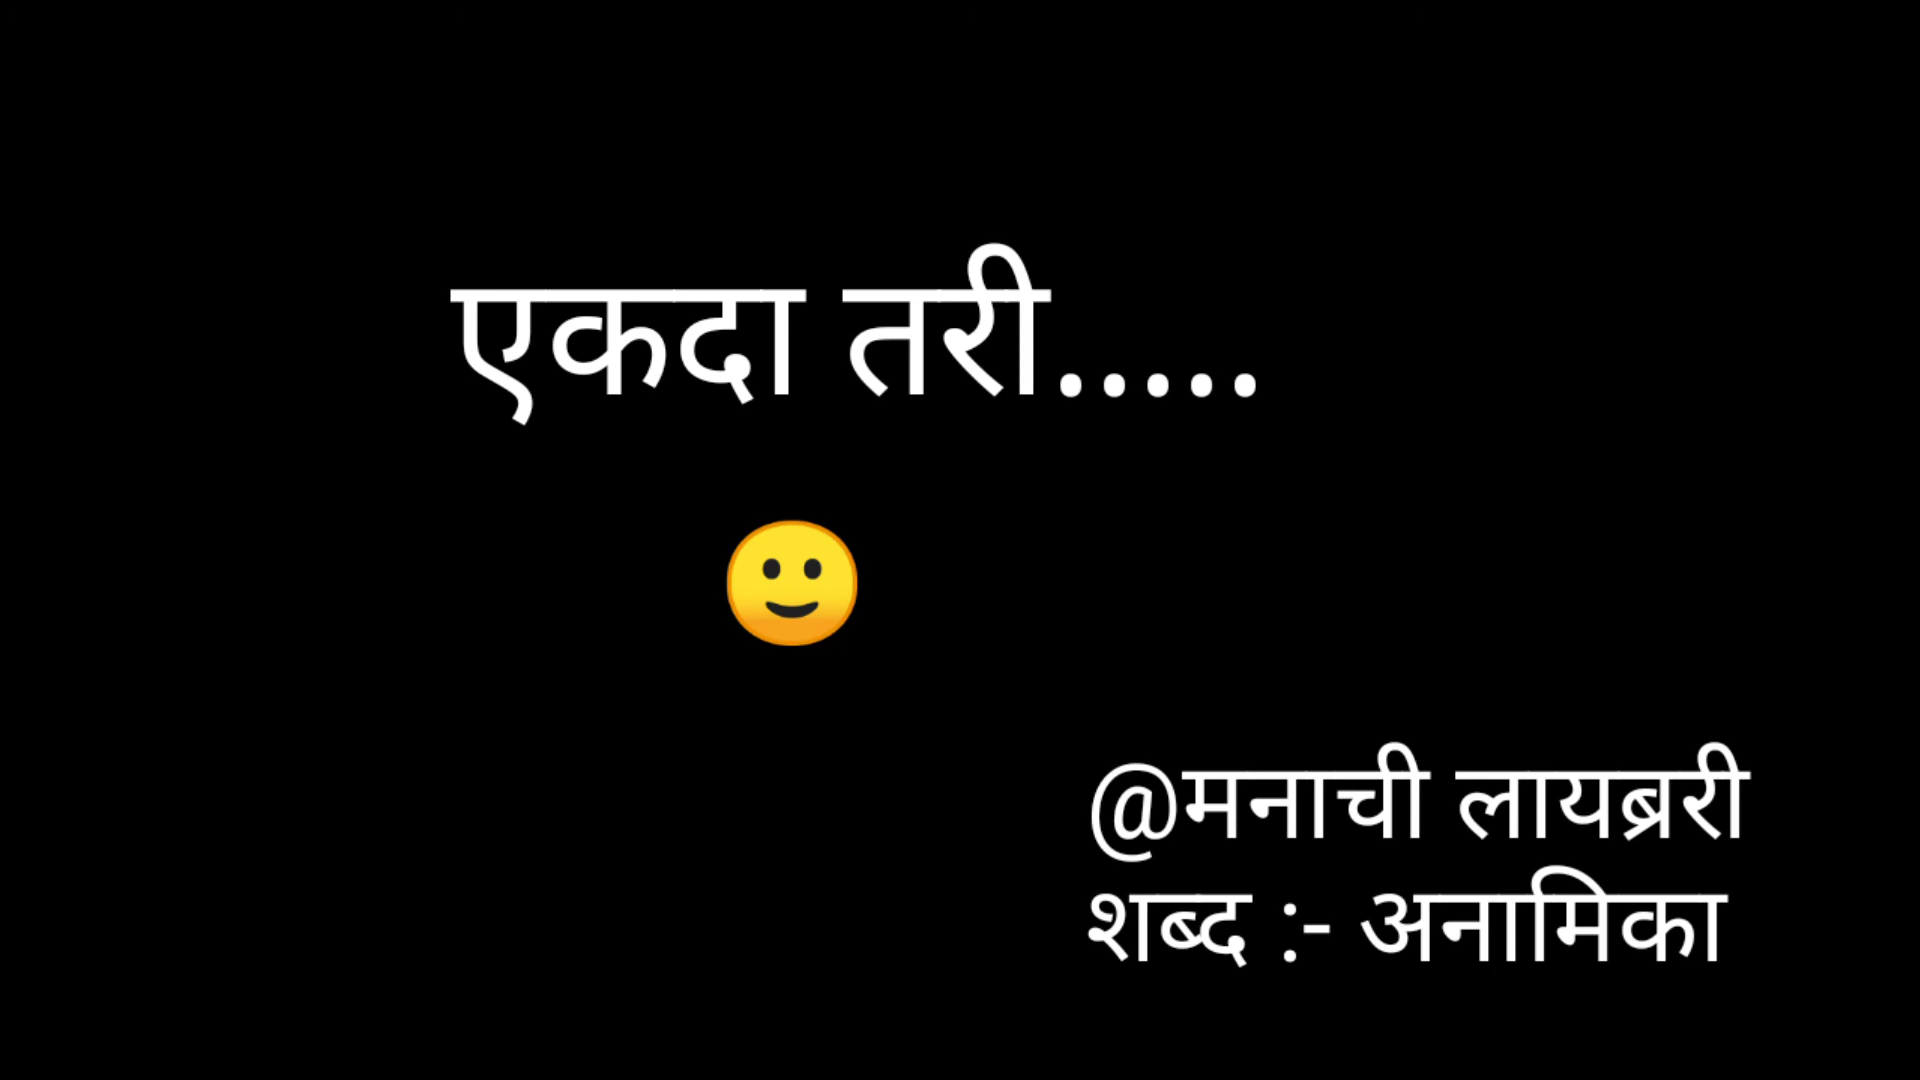 एकदा तरी.....
🙂
@मनाची लायब्ररी
शब्द :- अनामिका